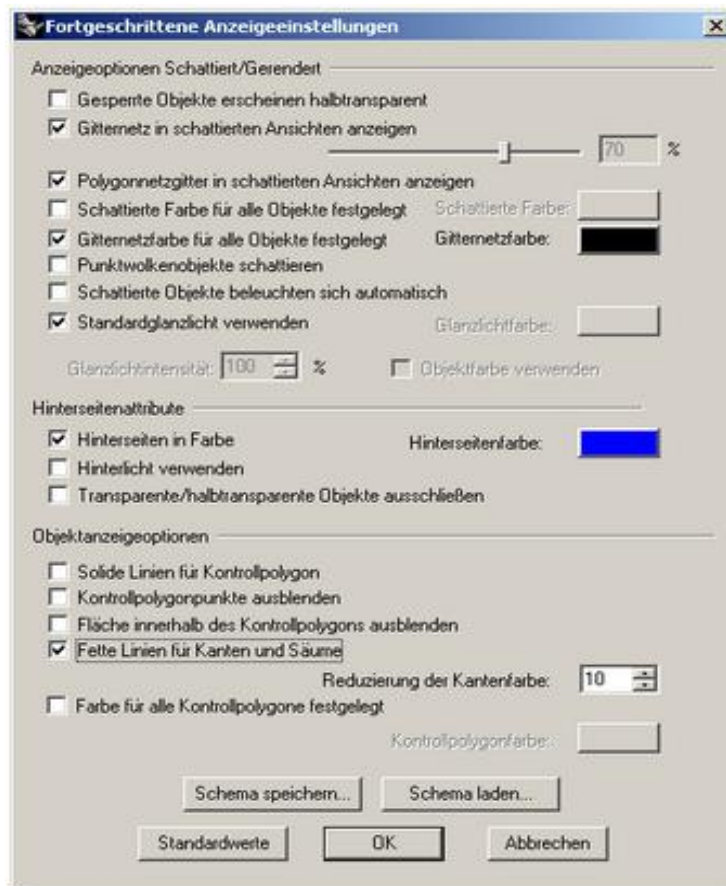 Fortgeschrittene Anzeigeeinstellungen
Anzeigeoptionen Schattiert/Gerendert
Gesperrte Objekte erscheinen halbtransparent
Gitternetz in schattierten Ansichten anzeigen
70 %
Polygonnetzgitter in schattierten Ansichten anzeigen
Schattierte Farbe für alle Objekte festgelegt Schattierte Farbe:
Gitternetzfarbe für alle Objekte festgelegt Gitternetzfarbe:
Punktwolkenobjekte schattieren
Schattierte Objekte beleuchten sich automatisch
Standardglanzlicht verwenden Glanzlichtfarbe:
Glanzlichtintensität: 100 % Objektfarbe verwenden
Hinterseitenattribute
Hinterseiten in Farbe Hinterseitenfarbe:
Hinterlicht verwenden
Transparente/halbtransparente Objekte ausschließen
Objektanzeigeoptionen
Solide Linien für Kontrollpolygon
Kontrollpolygonpunkte ausblenden
Fläche innerhalb des Kontrollpolygons ausblenden
Fette Linien für Kanten und Säume
Reduzierung der Kantenfarbe: 10
Farbe für alle Kontrollpolygone festgelegt
Kontrollpolygonfarbe:
Schema speichern... Schema laden...
Standardwerte OK Abbrechen